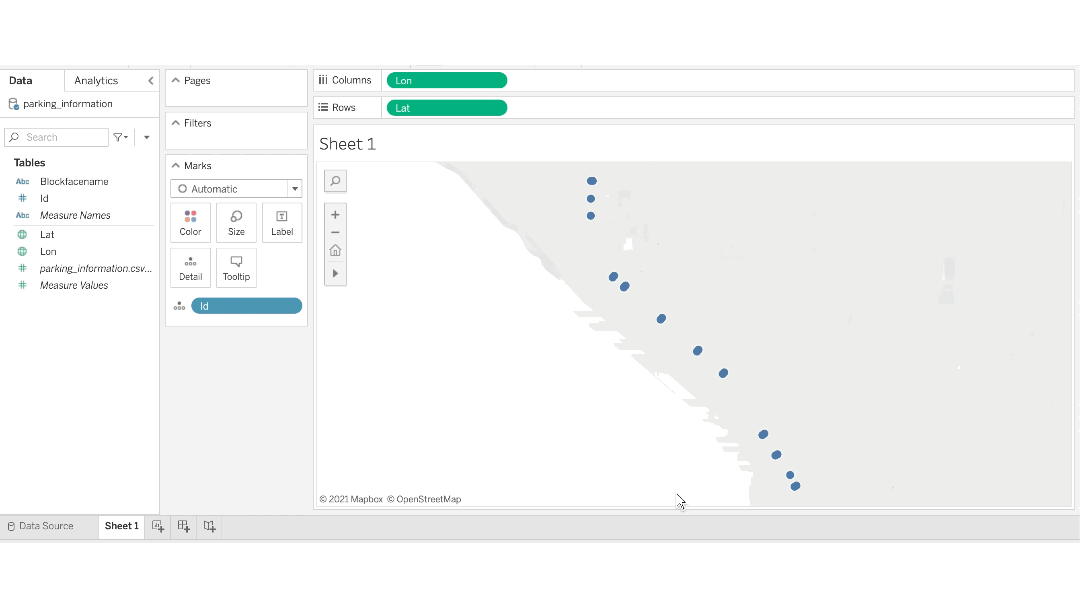 Data
Analytics
parking_information
Search
Tables
Abc Blockfacename
# Id
Abc Measure Names
Lat
Lon
# parking_information.csv...
# Measure Values
Pages
Filters
Marks
Automatic
Color
Size
Label
Detail
Tooltip
Id
Columns
Lon
Rows
Lat
Sheet 1
© 2021 Mapbox © OpenStreetMap
Data Source
Sheet 1